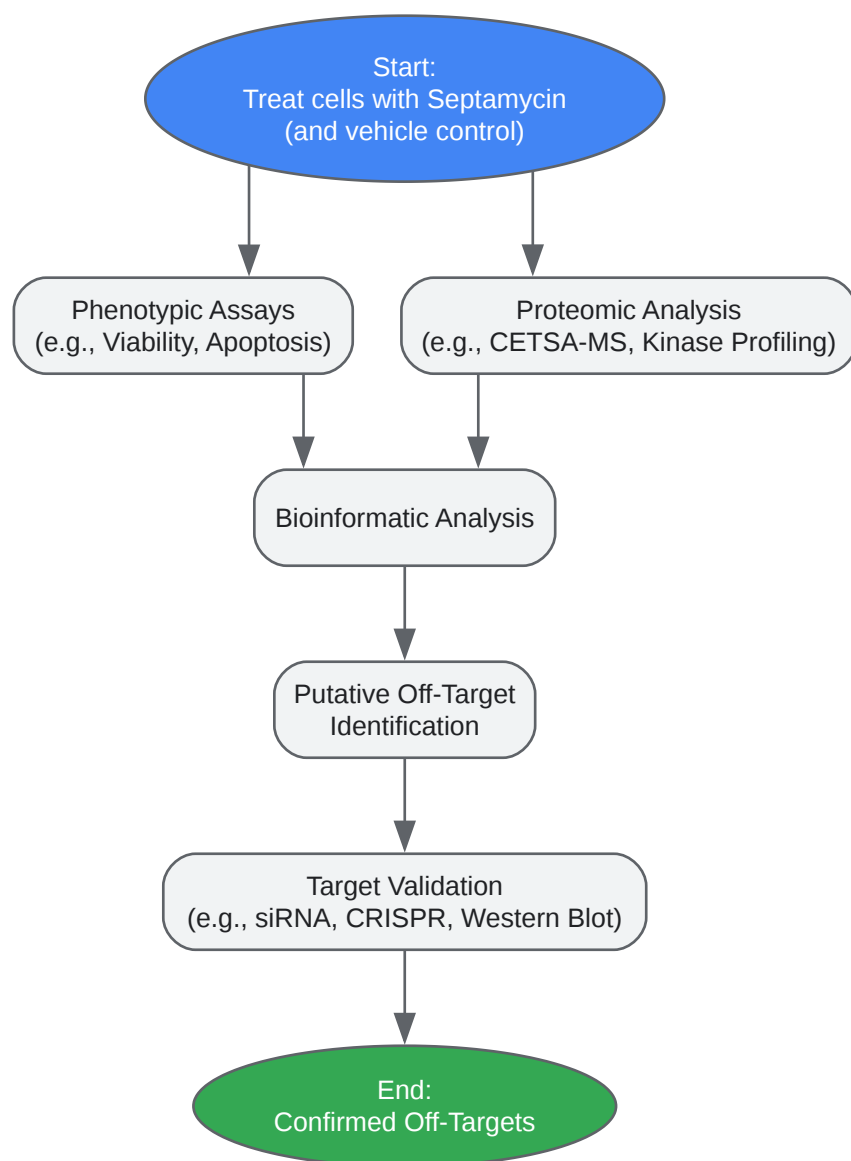 Start:
Treat cells with Septamycin
(and vehicle control)
Phenotypic Assays
(e.g., Viability, Apoptosis)
Proteomic Analysis
(e.g., CETSA-MS, Kinase Profiling)
Bioinformatic Analysis
Putative Off-Target
Identification
Target Validation
(e.g., siRNA, CRISPR, Western Blot)
End:
Confirmed Off-Targets